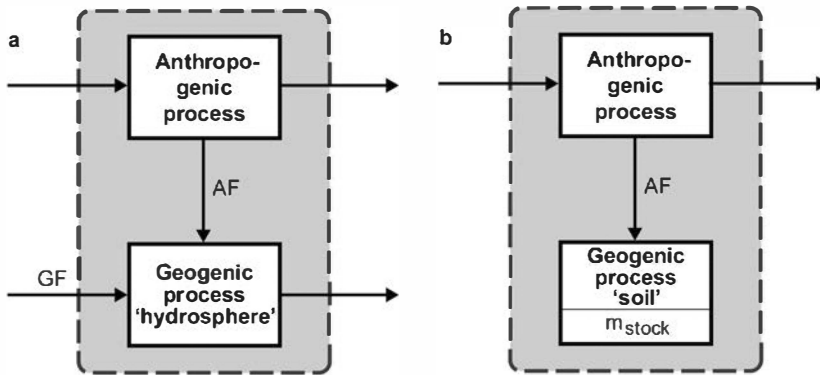 a
Anthropo-
genic
process
AF
GF
Geogenic
process
‘hydrosphere’
b
Anthropo-
genic
process
AF
Geogenic
process
‘soil’
mstock